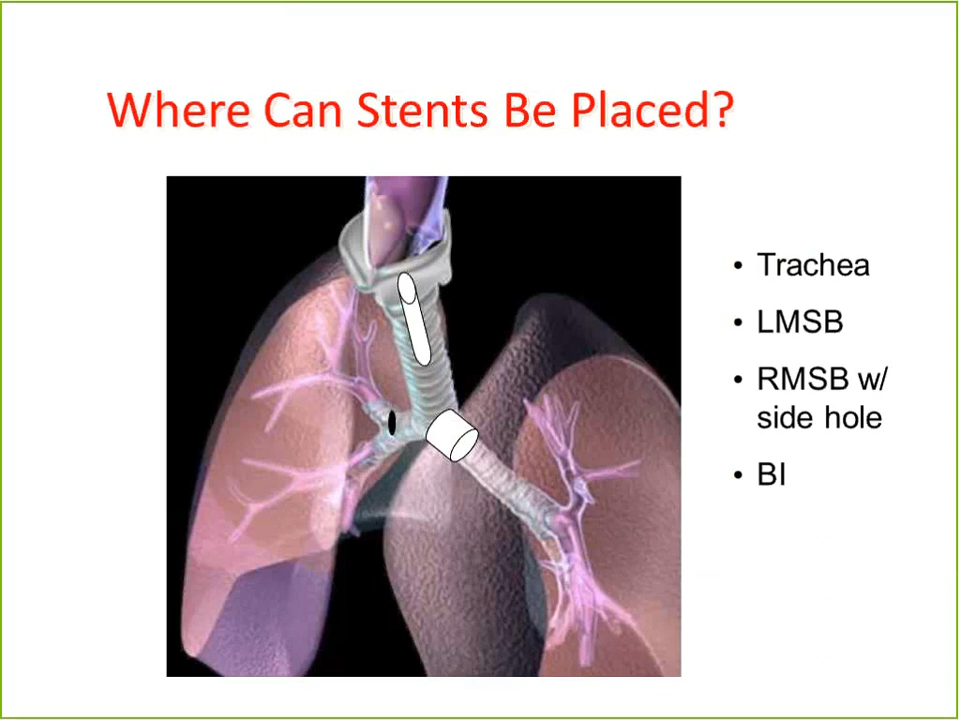 Where Can Stents Be Placed?
• Trachea
• LMSB
• RMSB w/
side hole
• BI